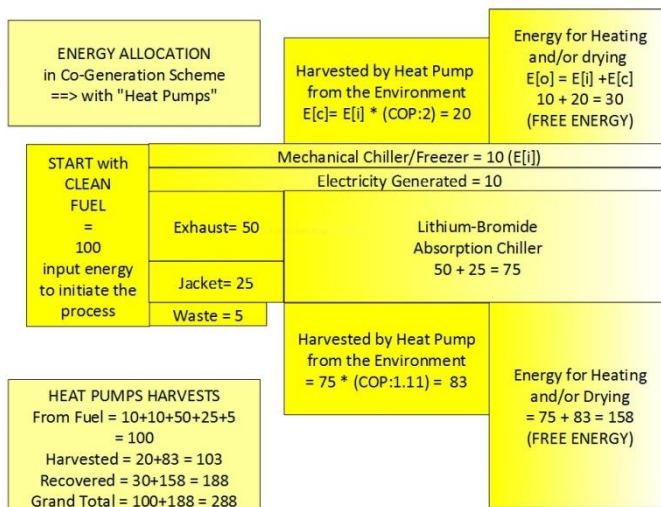 ENERGY ALLOCATION
in Co-Generation Scheme
==> with "Heat Pumps"
Harvested by Heat Pump
from the Environment
E[c]= E[i] * (COP:2) = 20
Energy for Heating
and/or drying
E[o] = E[i] +E[c]
10 + 20 = 30
(FREE ENERGY)
START with
CLEAN
FUEL
=
100
input energy
to initiate the
process
Mechanical Chiller/Freezer = 10 (E[i])
Electricity Generated = 10
Exhaust= 50
Jacket= 25
Waste = 5
Lithium-Bromide
Absorption Chiller
50 + 25 = 75
Harvested by Heat Pump
from the Environment
= 75 * (COP:1.11) = 83
Energy for Heating
and/or Drying
= 75 + 83 = 158
(FREE ENERGY)
HEAT PUMPS HARVESTS
From Fuel = 10+10+50+25+5
= 100
Harvested = 20+83 = 103
Recovered = 30+158 = 188
Grand Total = 100+188 = 288